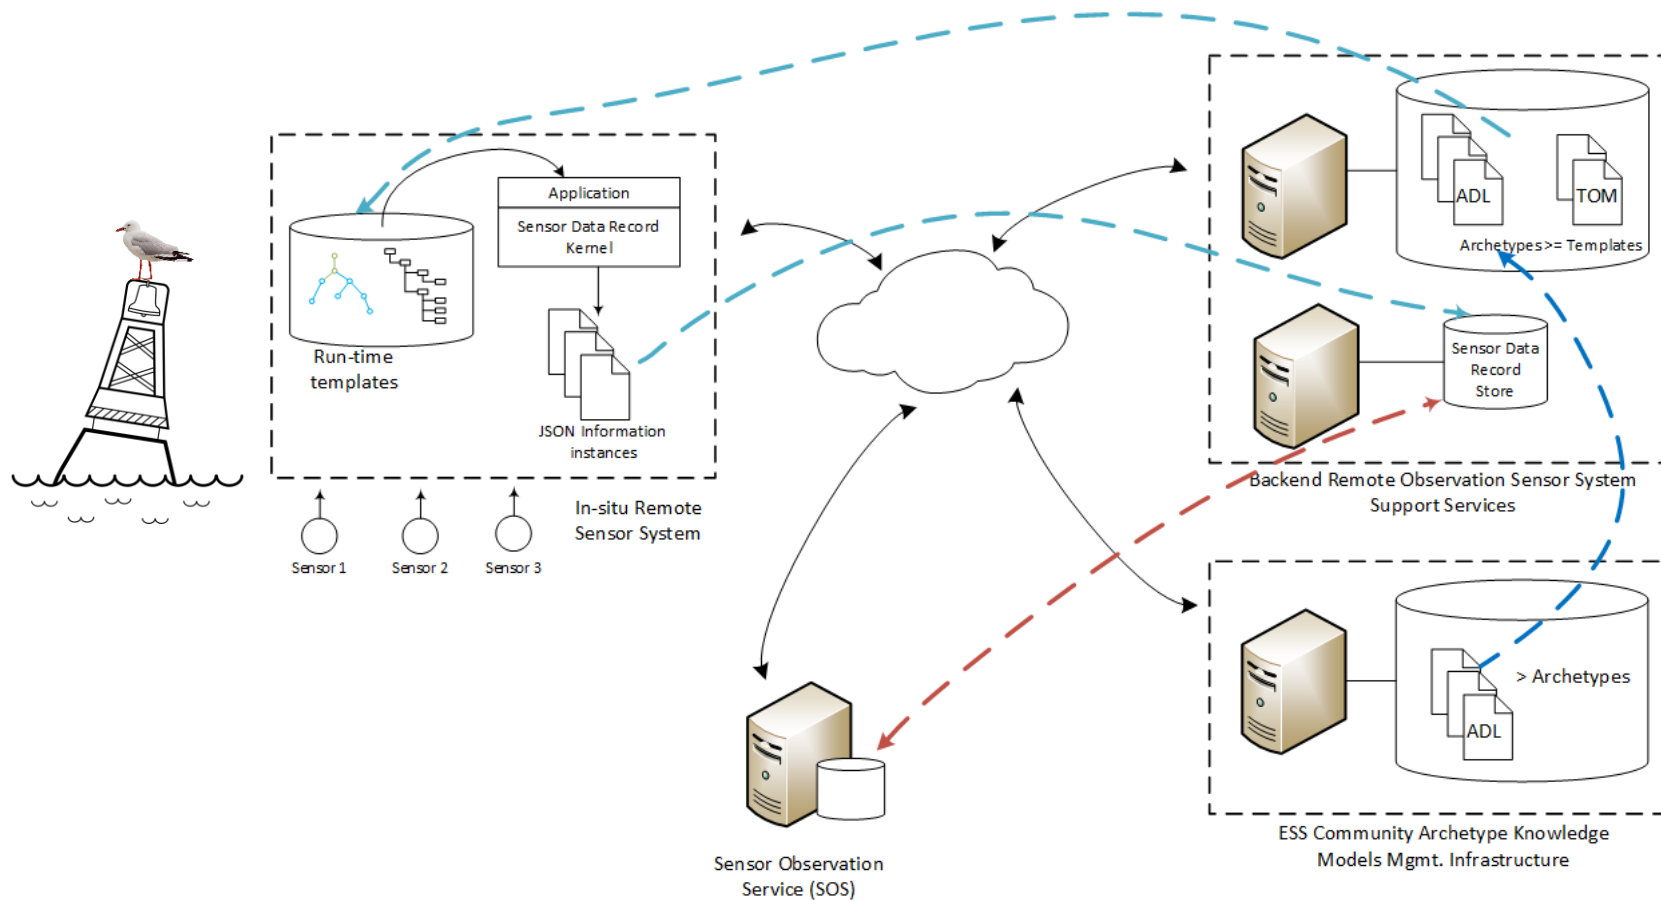 Application
Sensor Data Record
Kernel
Run-time
templates
JSON Information
instances
In-situ Remote
Sensor System
Sensor 1
Sensor 2
Sensor 3
ADL
TOM
Archetypes>= Templates
Sensor Data
Record
Store
Backend Remote Observation Sensor System
Support Services
> Archetypes
ADL
ESS Community Archetype Knowledge
Models Mgmt. Infrastructure
Sensor Observation
Service (SOS)